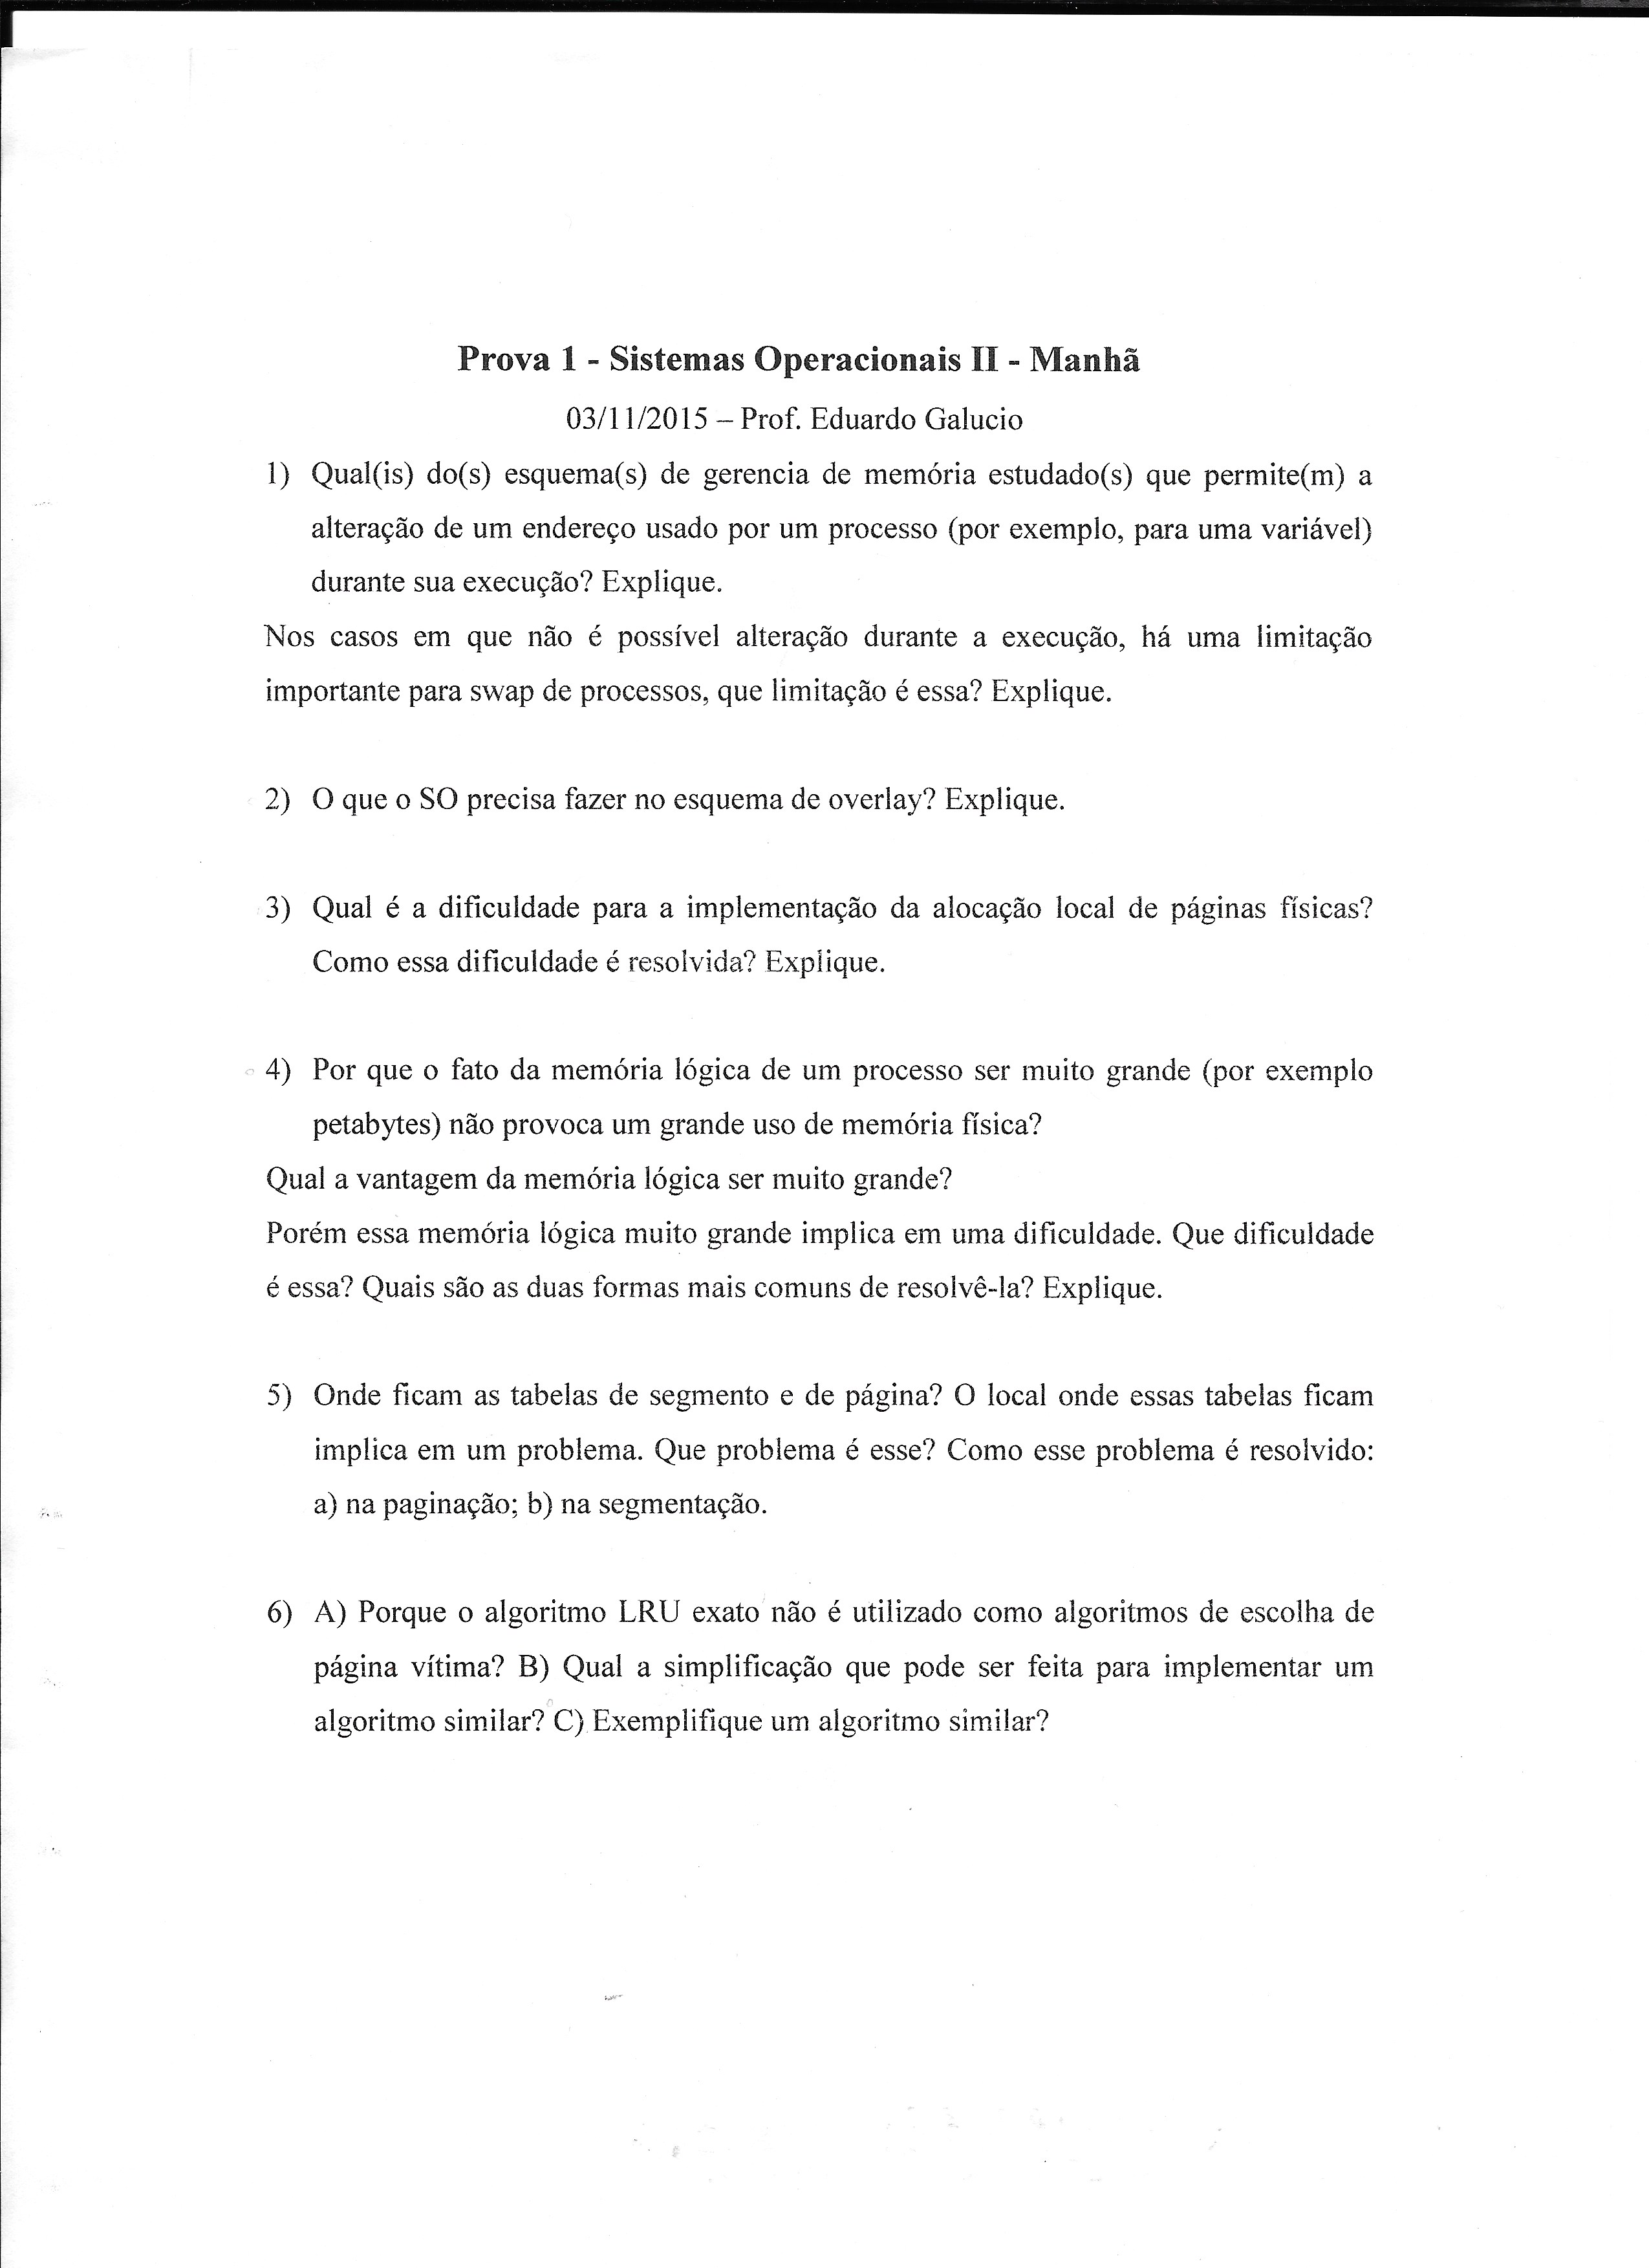 Prova 1 - Sistemas Operacionais II - Manhã
03/11/2015 – Prof. Eduardo Galucio
1) Qual(is) do(s) esquema(s) de gerencia de memória estudado(s) que permite(m) a
alteração de um endereço usado por um processo (por exemplo, para uma variável)
durante sua execução? Explique.
Nos casos em que não é possível alteração durante a execução, há uma limitação
importante para swap de processos, que limitação é essa? Explique.
2) O que o SO precisa fazer no esquema de overlay? Explique.
3) Qual é a dificuldade para a implementação da alocação local de páginas físicas?
Como essa dificuldade é resolvida? Explique.
4) Por que o fato da memória lógica de um processo ser muito grande (por exemplo
petabytes) não provoca um grande uso de memória física?
Qual a vantagem da memória lógica ser muito grande?
Porém essa memória lógica muito grande implica em uma dificuldade. Que dificuldade
é essa? Quais são as duas formas mais comuns de resolvê-la? Explique.
5) Onde ficam as tabelas de segmento e de página? O local onde essas tabelas ficam
implica em um problema. Que problema é esse? Como esse problema é resolvido:
a) na paginação; b) na segmentação.
6) A) Porque o algoritmo LRU exato não é utilizado como algoritmos de escolha de
página vítima? B) Qual a simplificação que pode ser feita para implementar um
algoritmo similar? C) Exemplifique um algoritmo similar?